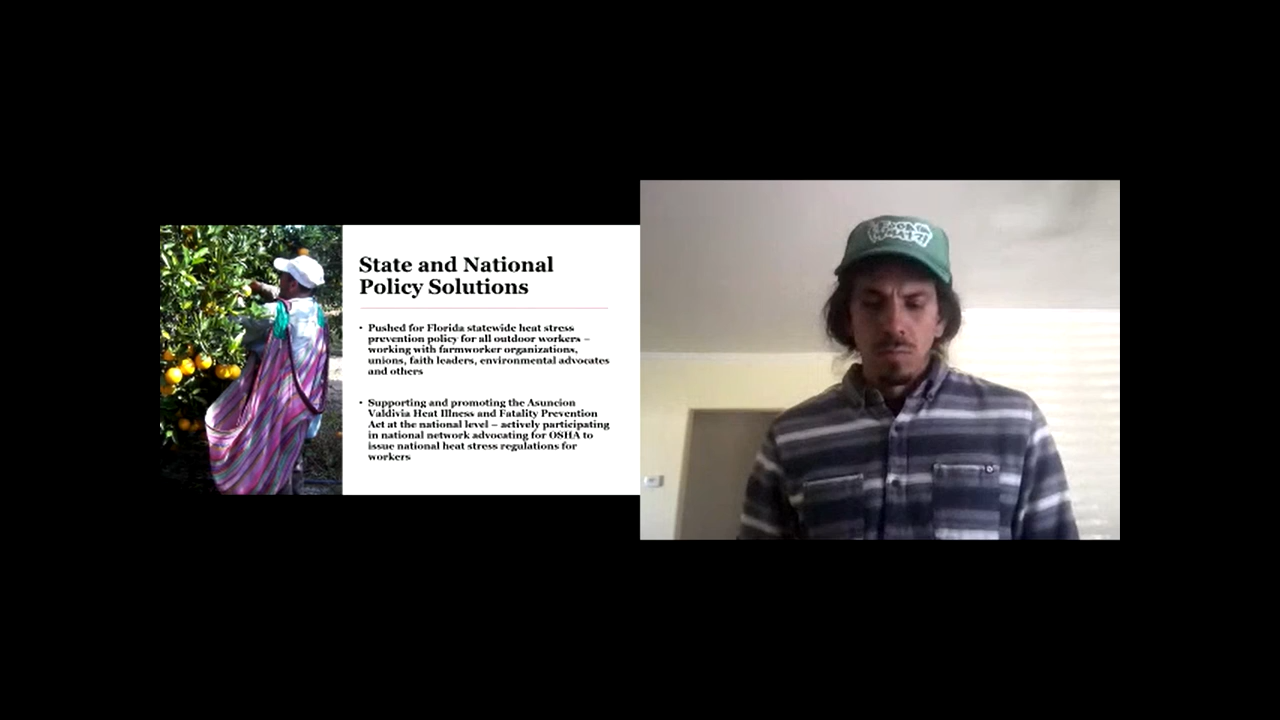 State and National
Policy Solutions
• Pushed for Florida statewide heat stress
prevention policy for all outdoor workers –
working with farmworker organizations,
unions, faith leaders, environmental advocates
and others
• Supporting and promoting the Asuncion
Valdivia Heat Illness and Fatality Prevention
Act at the national level – actively participating
in national network advocating for OSHA to
issue national heat stress regulations for
workers